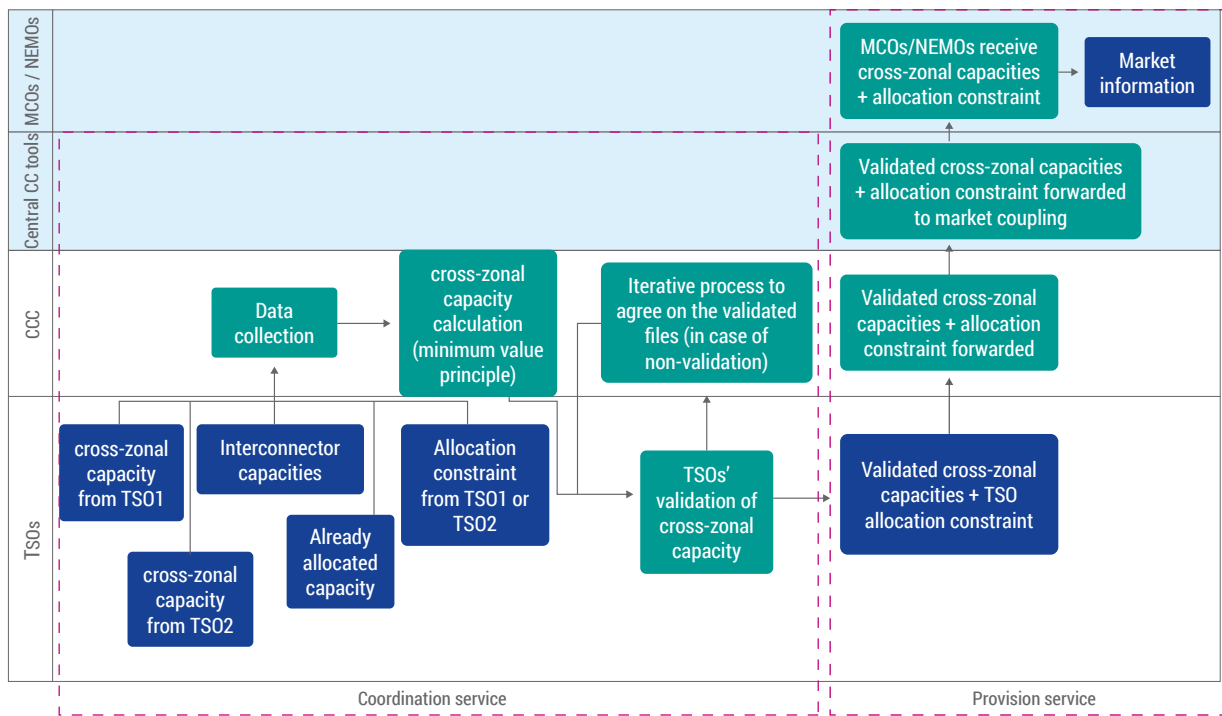 MCOs / NEMOs
MCOs/NEMOs receive
cross-zonal capacities
+ allocation constraint
Market
information
Central CC tools
Validated cross-zonal capacities
+ allocation constraint forwarded
to market coupling
CCC
Data
collection
cross-zonal
capacity
calculation
(minimum value
principle)
Iterative process to
agree on the validated
files (in case of
non-validation)
Validated cross-zonal
capacities + allocation
constraint forwarded
TSOs
cross-zonal
capacity
from TSO1
cross-zonal
capacity
from TSO2
Interconnector
capacities
Already
allocated
capacity
Allocation
constraint
from TSO1 or
TSO2
TSOs’
validation of
cross-zonal
capacity
Validated cross-zonal
capacities + TSO
allocation constraint
Coordination service
Provision service